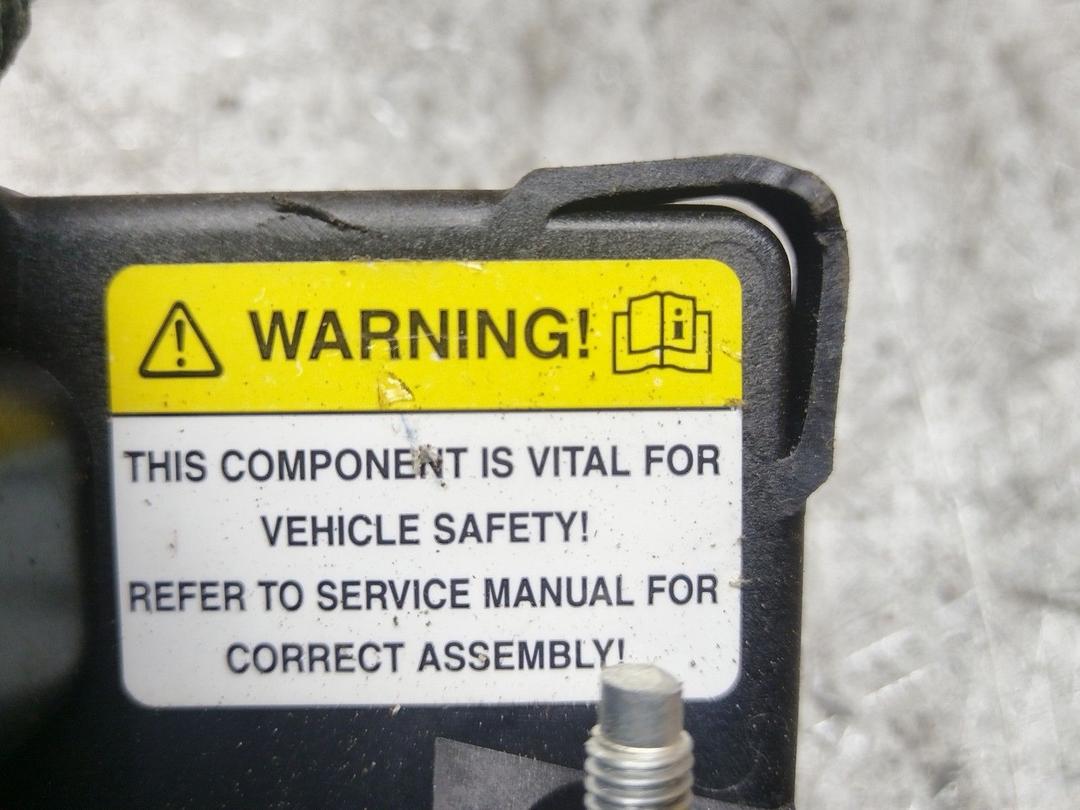 WARNING!
THIS COMPONENT IS VITAL FOR
VEHICLE SAFETY!
REFER TO SERVICE MANUAL FOR
CORRECT ASSEMBLY!